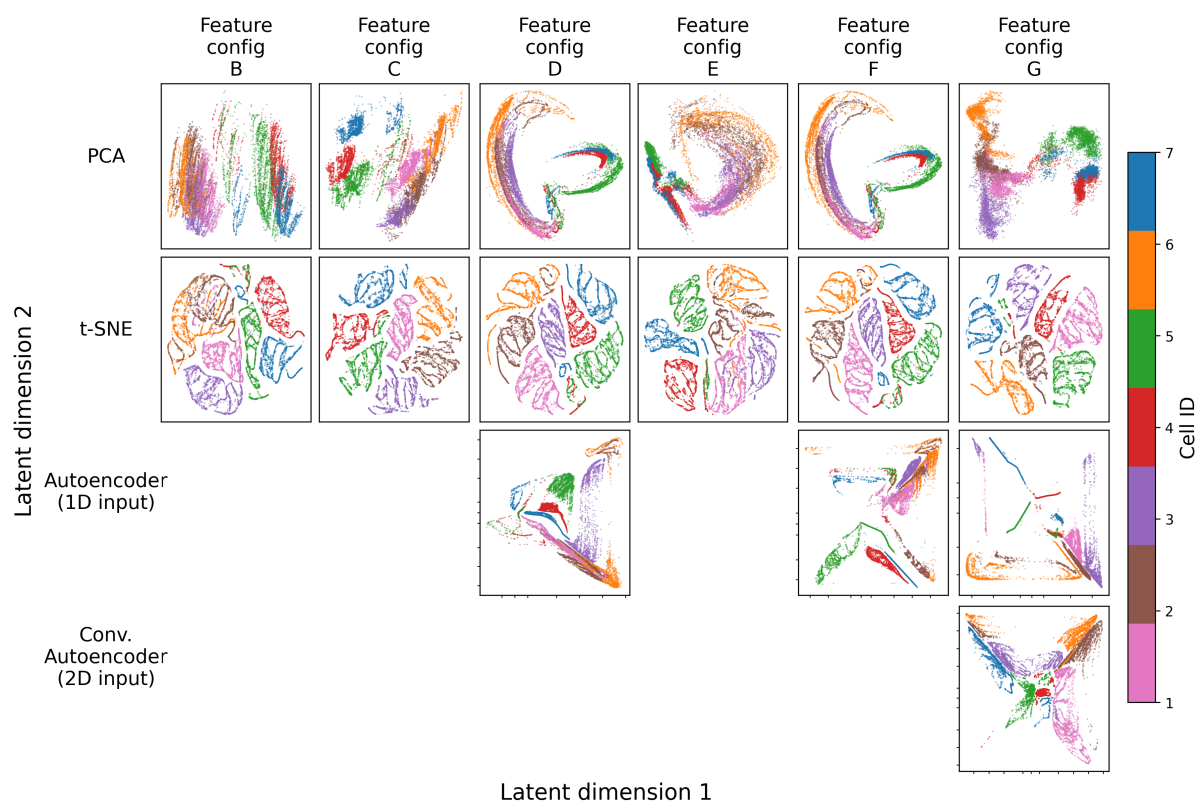 Feature
config
B
Feature
config
C
Feature
config
D
Feature
config
E
Feature
config
F
Feature
config
G
PCA
t-SNE
Autoencoder
(1D input)
Conv.
Autoencoder
(2D input)
Latent dimension 2
Latent dimension 1
7
6
5
4
3
2
1
Cell ID